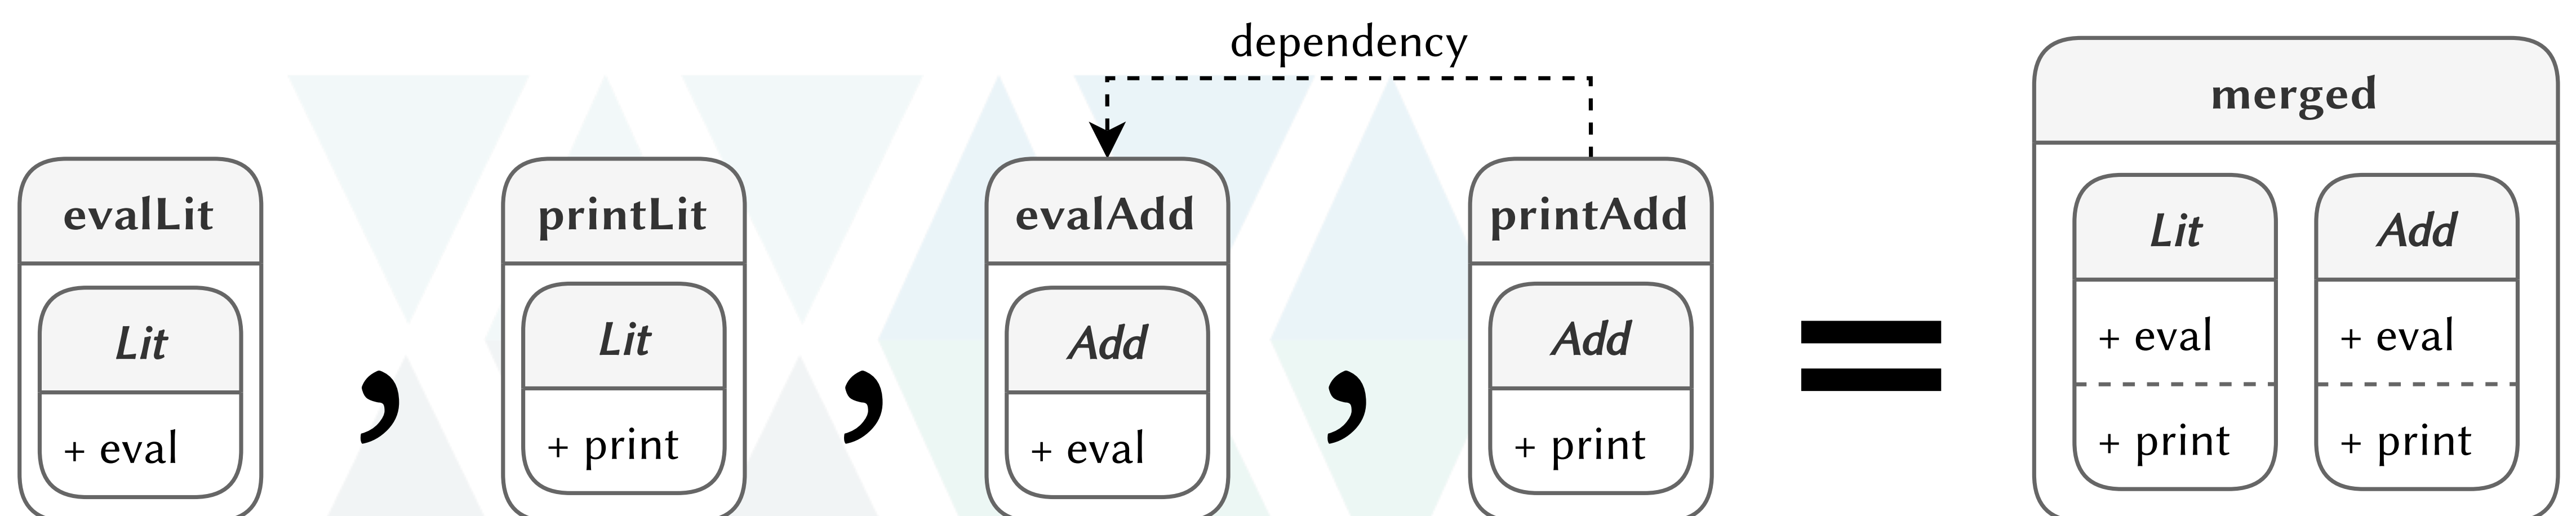 dependency
merged
evalLit
printLit
evalAdd
printAdd
Lit
Add
Lit
Lit
Add
Add
+ eval
+ eval
+ eval
+ print
+ eval
+ print
+ print
+ print
,
,
,
=